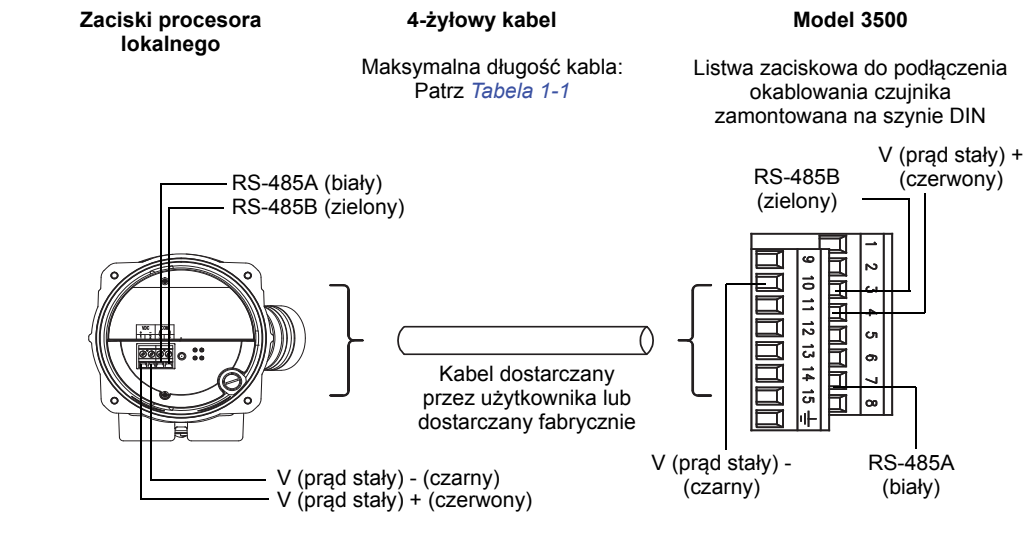 Zaciski procesora
lokalnego
4-żyłowy kabel
Maksymalna długość kabla:
Patrz Tabela 1-1
Model 3500
Listwa zaciskowa do podłączenia
okablowania czujnika
zamontowana na szynie DIN
RS-485A (biały)
RS-485B (zielony)
RS-485B
(zielony)
V (prąd stały) +
(czerwony)
VDC
COM
Kabel dostarczany
przez użytkownika lub
dostarczany fabrycznie
9
10
11
12
13
14
15
1
2
3
4
5
6
7
8
V (prąd stały) - (czarny)
V (prąd stały) + (czerwony)
V (prąd stały) -
(czarny)
RS-485A
(biały)